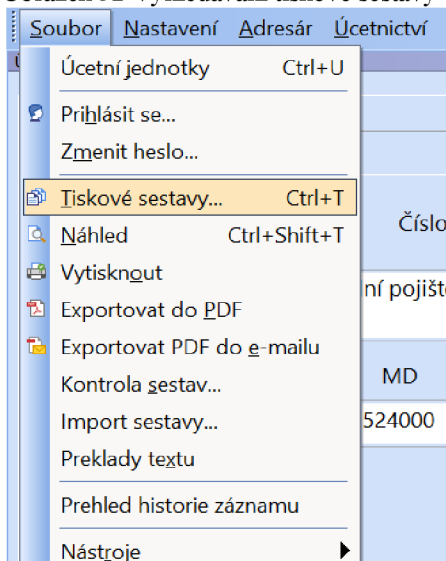 Soubor Nastavení Adresár Účetnictví
Účetní jednotky Ctrl+U
Prihlásit se...
Zmenit heslo...
Tiskové sestavy... Ctrl+T
Číslo
Náhled Ctrl+Shift+T
Vytisknout
ní pojiště
Exportovat do PDF
Exportovat PDF do e-mailu
Kontrola sestav...
MD
Import sestavy...
524000
Preklady textu
Prehled historie záznamu
Nástroje